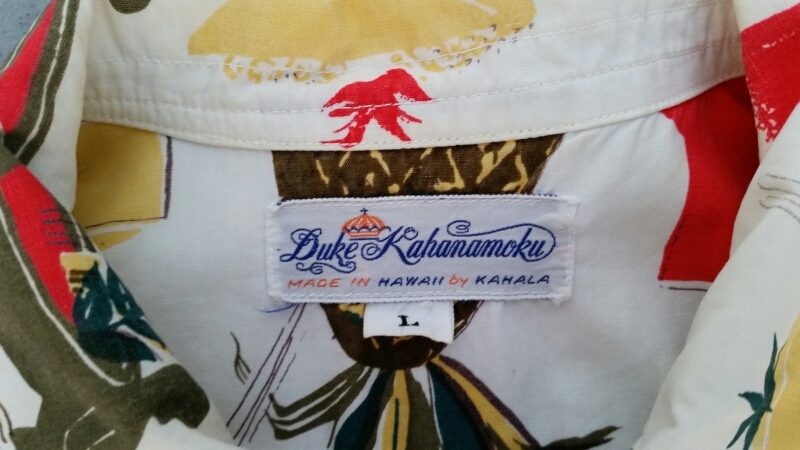 Duke Kahanamoku
MADE IN HAWAII by KAHALA
L